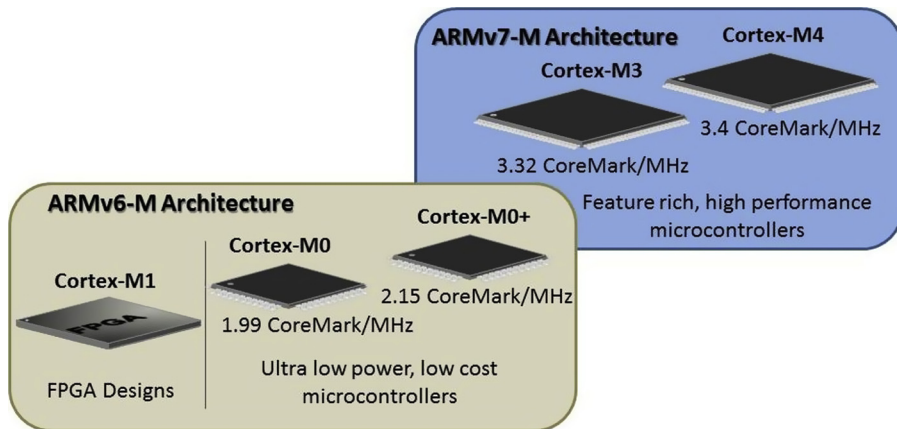 ARMv7-M Architecture
Cortex-M4
Cortex-M3
3.4 CoreMark/MHz
3.32 CoreMark/MHz
Feature rich, high performance
microcontrollers
ARMv6-M Architecture
Cortex-M0+
Cortex-M0
Cortex-M1
FPGA
2.15 CoreMark/MHz
1.99 CoreMark/MHz
Ultra low power, low cost
microcontrollers
FPGA Designs